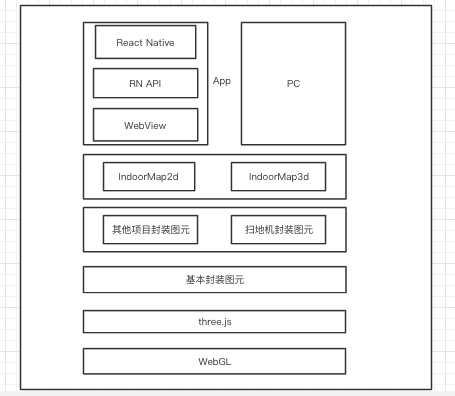 React Native
RN API
WebView
App
PC
IndoorMap2d
IndoorMap3d
其他项目封装图元
扫地机封装图元
基本封装图元
three.js
WebGL